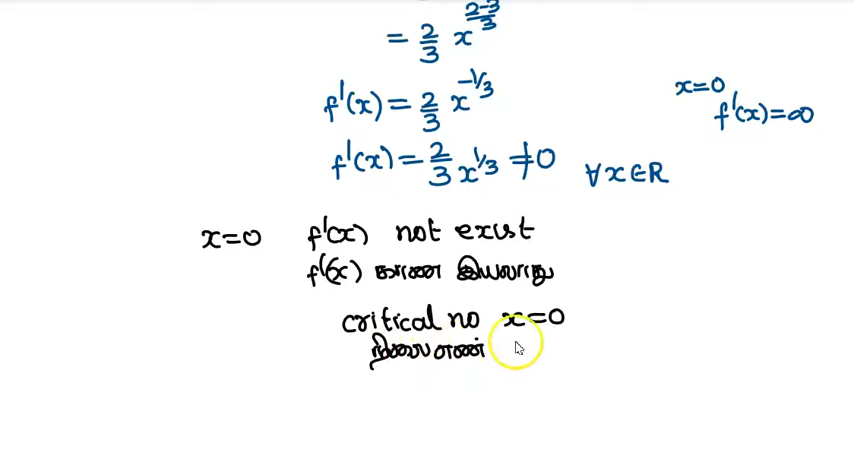 = 2/3 x^((2-3)/3)
f'(x) = 2/3 x^(-1/3)
x=0
f'(x)=∞
f'(x) = 2/(3 x^(1/3)) ≠ 0 ∀x∈R
x=0 f'(x) not exist
f'(x) காண இயலாது
critical no x=0
நிலைப எண்